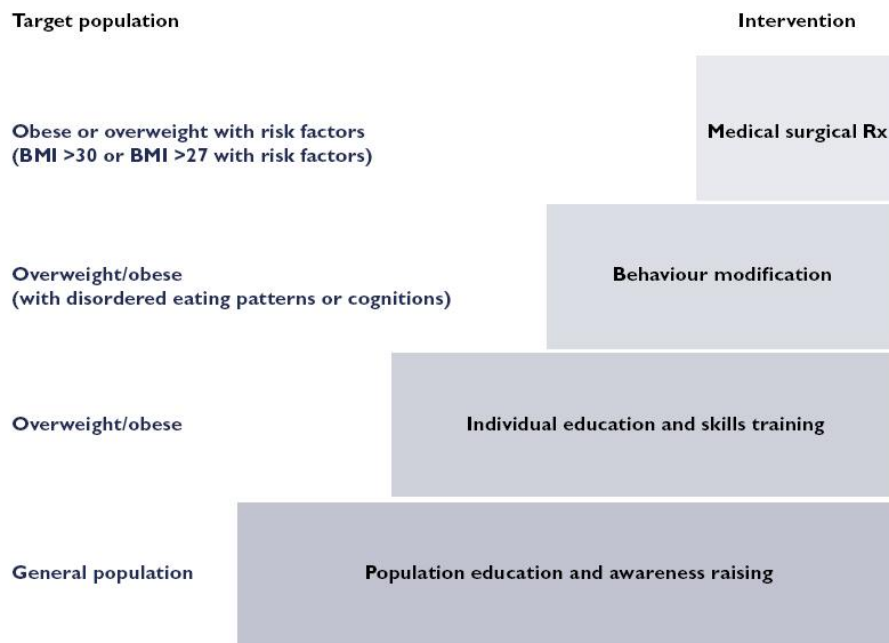 Target population
Intervention
Obese or overweight with risk factors
(BMI >30 or BMI >27 with risk factors)
Medical surgical Rx
Overweight/obese
(with disordered eating patterns or cognitions)
Behaviour modification
Overweight/obese
Individual education and skills training
General population
Population education and awareness raising